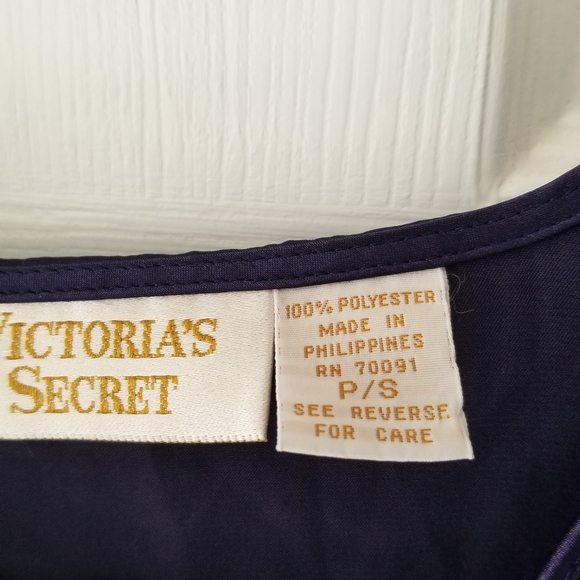 VICTORIA'S
SECRET
100% POLYESTER
MADE IN
PHILIPPINES
RN 70091
P/S
SEE REVERSE
FOR CARE